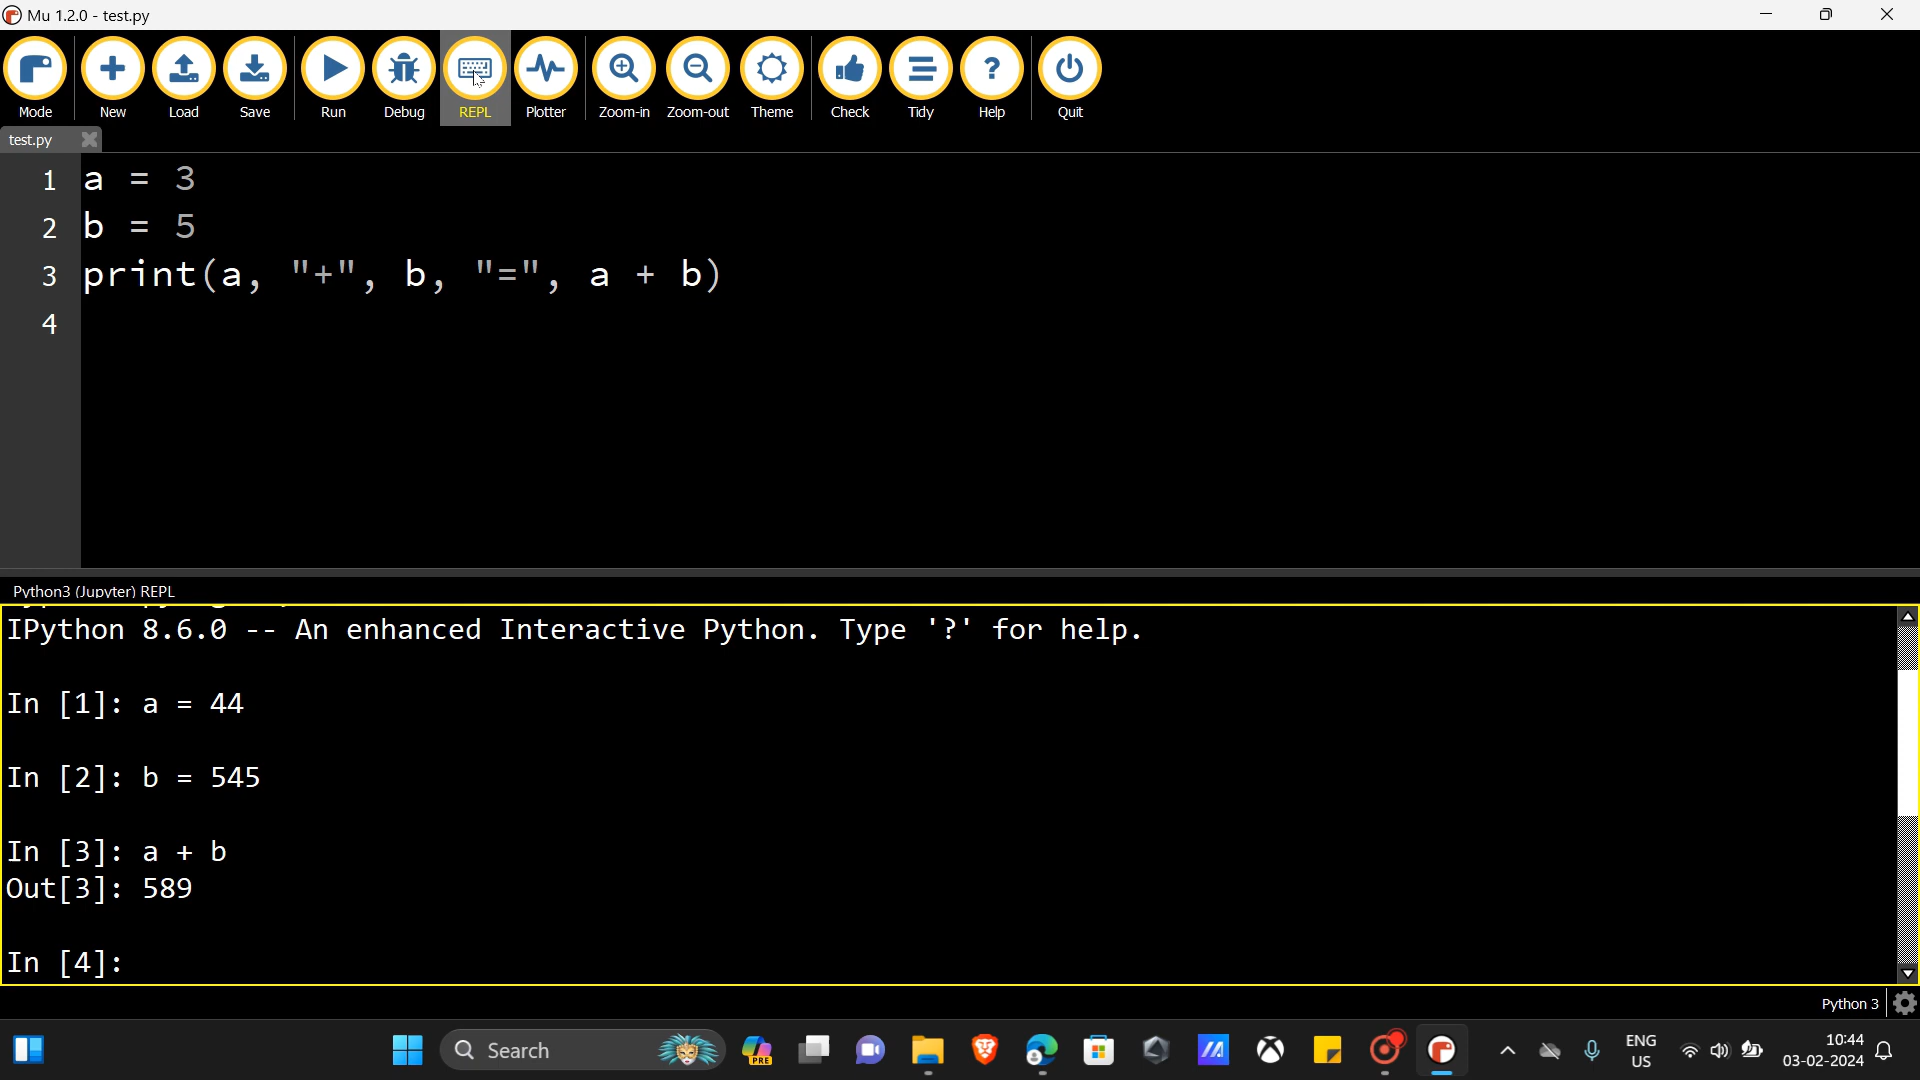 Mu 1.2.0 - test.py
Mode New Load Save Run Debug REPL Plotter Zoom-in Zoom-out Theme Check Tidy Help Quit
test.py
1 a = 3
2 b = 5
3 print(a, "+", b, "=", a + b)
4
Python3 (Jupyter) REPL
IPython 8.6.0 -- An enhanced Interactive Python. Type '?' for help.
In [1]: a = 44
In [2]: b = 545
In [3]: a + b
Out[3]: 589
In [4]:
Python 3
Search
PRE
ENG
US
10:44
03-02-2024